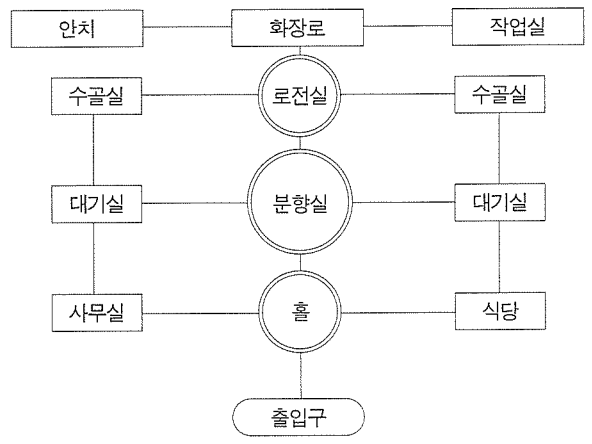 안치 화장로 작업실
수골실 로전실 수골실
대기실 분향실 대기실
사무실 홀 식당
출입구